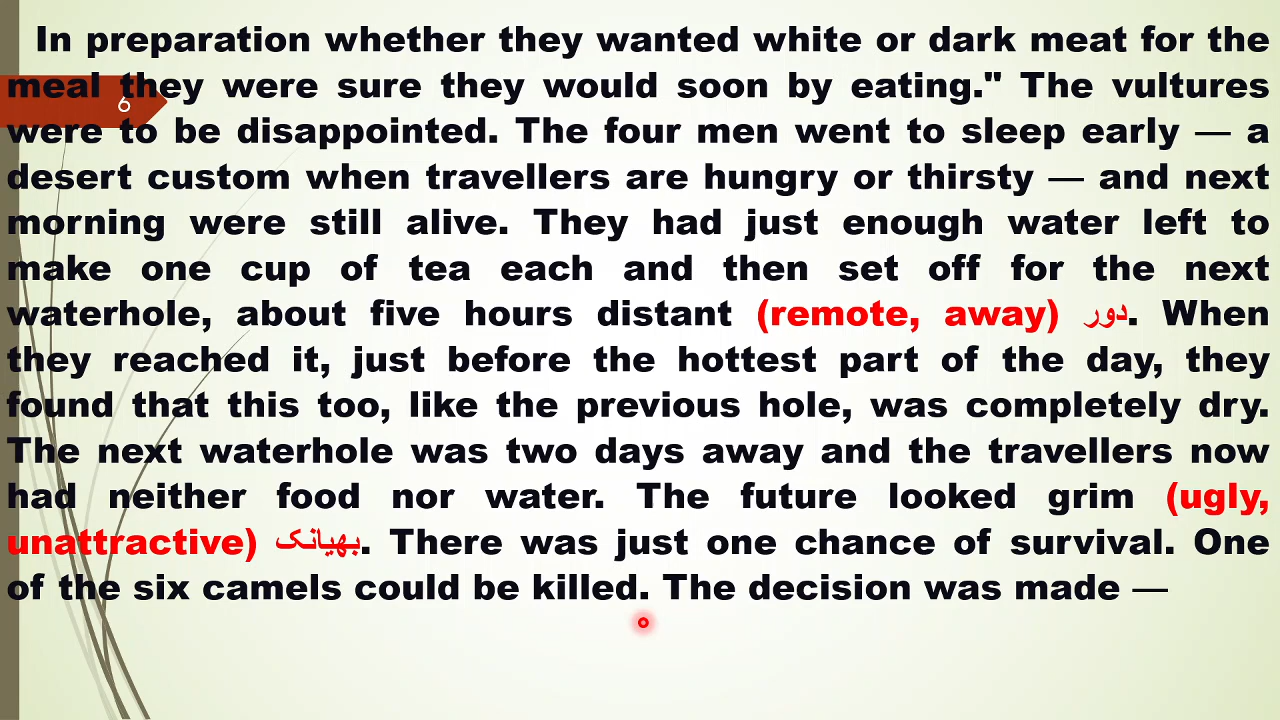 In preparation whether they wanted white or dark meat for the
meal they were sure they would soon by eating." The vultures
6
were to be disappointed. The four men went to sleep early — a
desert custom when travellers are hungry or thirsty — and next
morning were still alive. They had just enough water left to
make one cup of tea each and then set off for the next
waterhole, about five hours distant (remote, away) دور. When
they reached it, just before the hottest part of the day, they
found that this too, like the previous hole, was completely dry.
The next waterhole was two days away and the travellers now
had neither food nor water. The future looked grim (ugly,
unattractive) بھیانک. There was just one chance of survival. One
of the six camels could be killed. The decision was made —